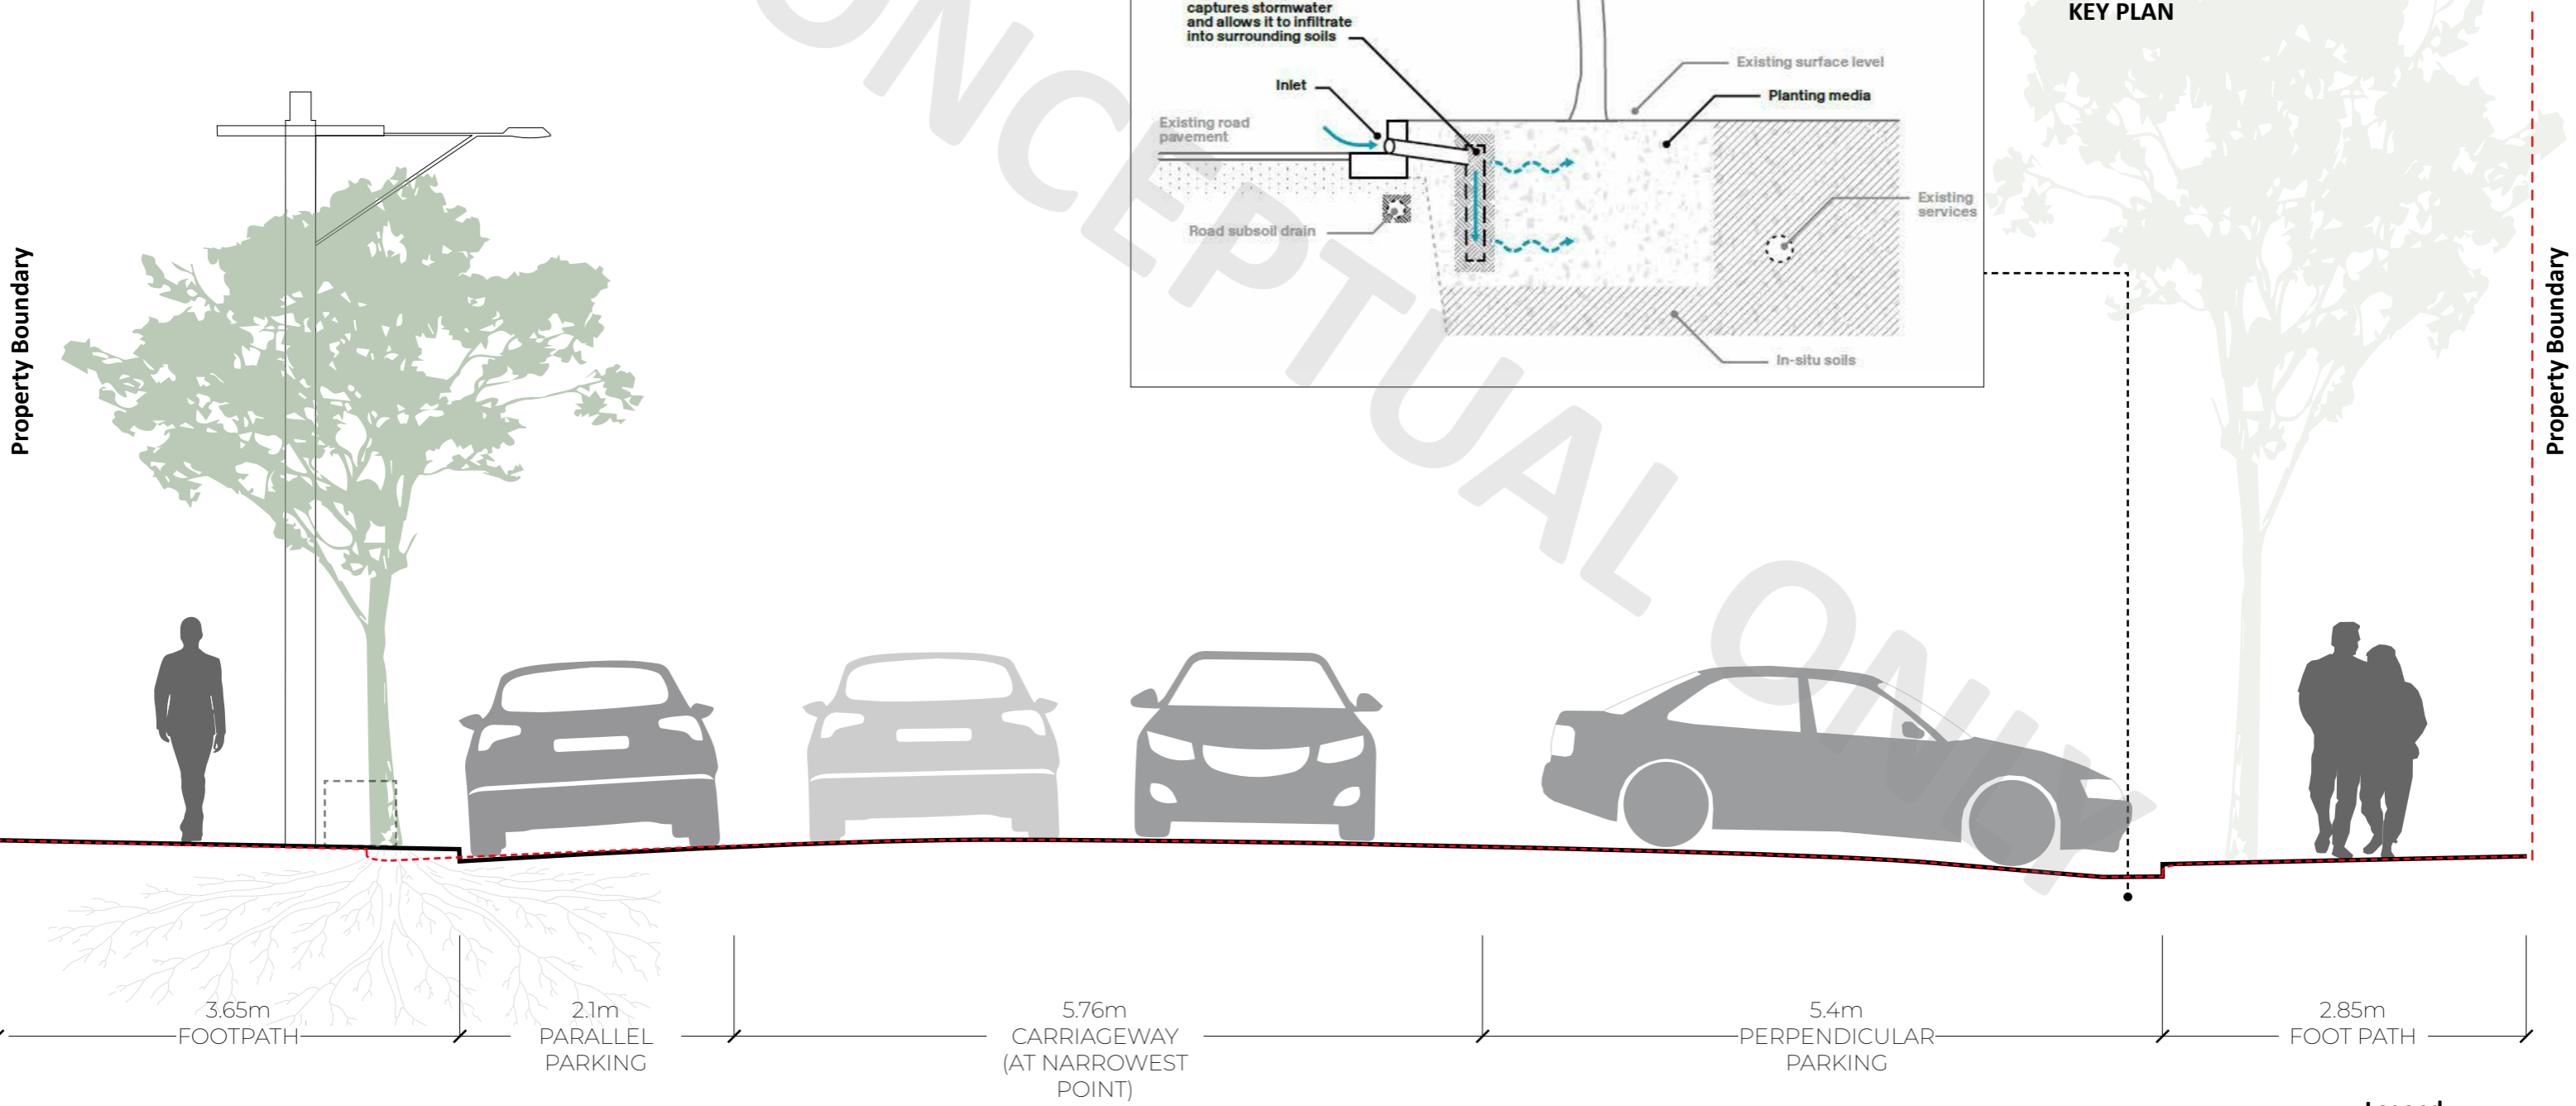 captures stormwater
and allows it to infiltrate
into surrounding soils
KEY PLAN
Existing surface level
Inlet
Planting media
Existing road
pavement
Existing
services
Road subsoil drain
In-situ soils
Property Boundary
Property Boundary
CONCEPTUAL ONLY
3.65m
FOOTPATH
2.1m
PARALLEL
PARKING
5.76m
CARRIAGEWAY
(AT NARROWEST
POINT)
5.4m
PERPENDICULAR
PARKING
2.85m
FOOT PATH
Legend